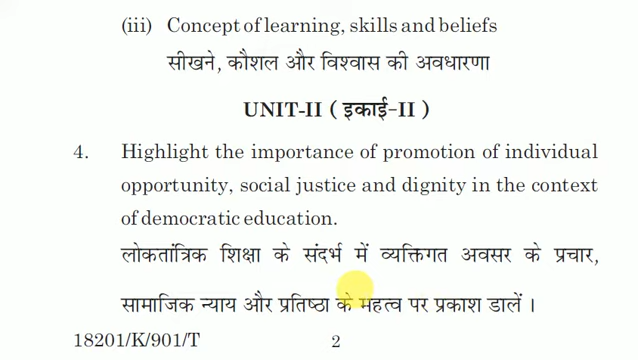 (iii) Concept of learning, skills and beliefs
सीखने, कौशल और विश्वास की अवधारणा
UNIT-II ( इकाई-II )
4. Highlight the importance of promotion of individual
opportunity, social justice and dignity in the context
of democratic education.
लोकतांत्रिक शिक्षा के संदर्भ में व्यक्तिगत अवसर के प्रचार,
सामाजिक न्याय और प्रतिष्ठा के महत्व पर प्रकाश डालें ।
18201/K/901/T 2